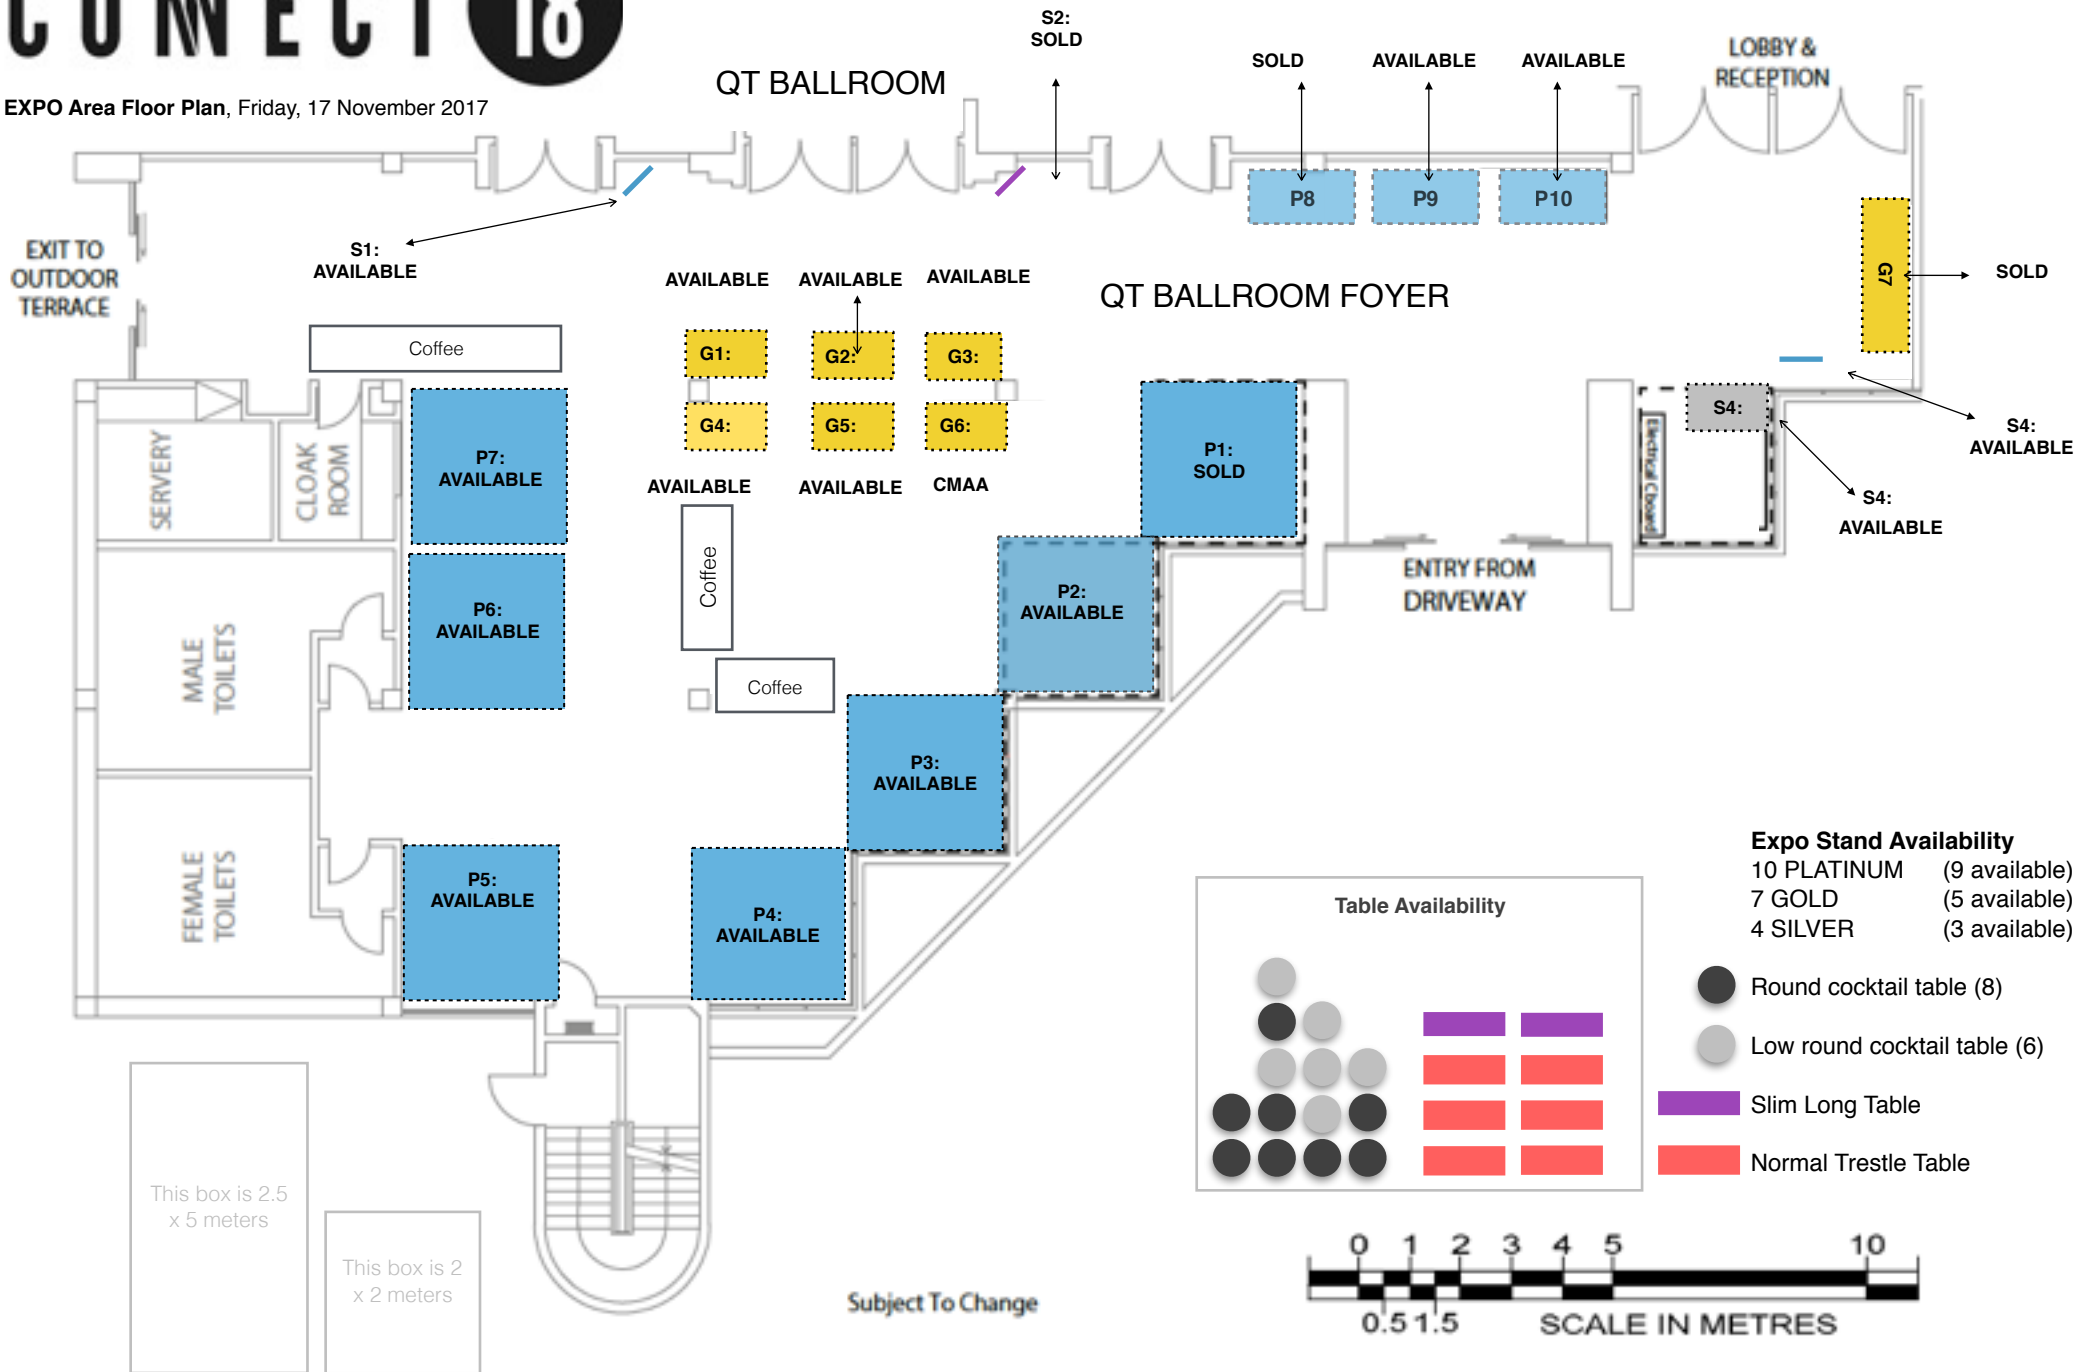 CONNECT 18
EXPO Area Floor Plan, Friday, 17 November 2017
QT BALLROOM
S2:
SOLD
SOLD
AVAILABLE
AVAILABLE
LOBBY &
RECEPTION
P8
P9
P10
EXIT TO
OUTDOOR
TERRACE
S1:
AVAILABLE
AVAILABLE
AVAILABLE
AVAILABLE
QT BALLROOM FOYER
G7
SOLD
Coffee
G1:
G2:
G3:
G4:
G5:
G6:
AVAILABLE
AVAILABLE
CMAA
S4:
S4:
AVAILABLE
S4:
AVAILABLE
Electrical Cboard
SERVERY
CLOAK
ROOM
P7:
AVAILABLE
P1:
SOLD
P6:
AVAILABLE
Coffee
P2:
AVAILABLE
ENTRY FROM
DRIVEWAY
MALE
TOILETS
Coffee
P3:
AVAILABLE
FEMALE
TOILETS
P5:
AVAILABLE
P4:
AVAILABLE
Expo Stand Availability
10 PLATINUM (9 available)
7 GOLD (5 available)
4 SILVER (3 available)
Table Availability
Round cocktail table (8)
Low round cocktail table (6)
Slim Long Table
Normal Trestle Table
This box is 2.5
x 5 meters
This box is 2
x 2 meters
Subject To Change
0 1 2 3 4 5 10
0.5 1.5
SCALE IN METRES